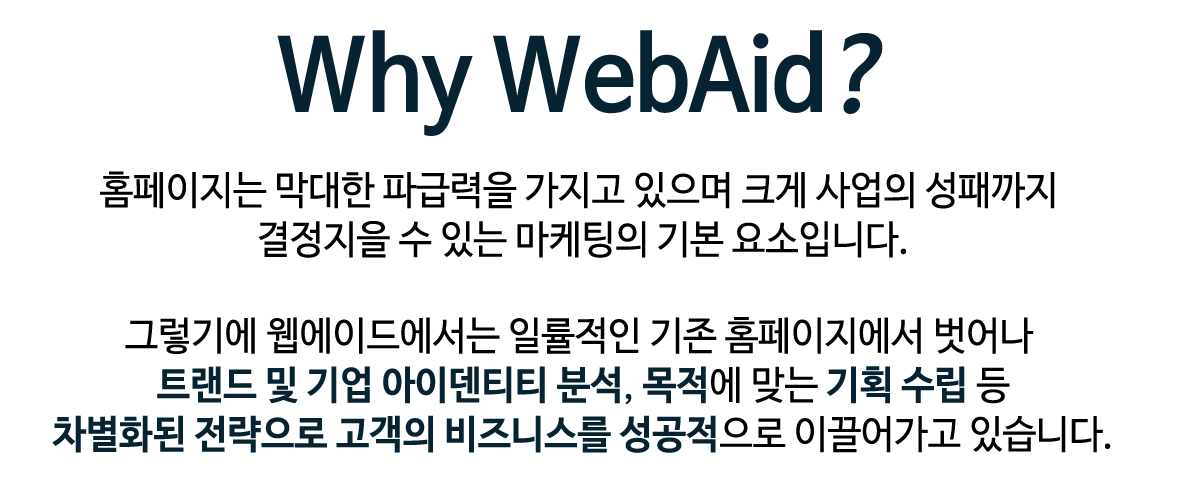 Why WebAid?
홈페이지는 막대한 파급력을 가지고 있으며 크게 사업의 성패까지
결정지을 수 있는 마케팅의 기본 요소입니다.
그렇기에 웹에이드에서는 일률적인 기존 홈페이지에서 벗어나
트랜드 및 기업 아이덴티티 분석, 목적에 맞는 기획 수립 등
차별화된 전략으로 고객의 비즈니스를 성공적으로 이끌어가고 있습니다.